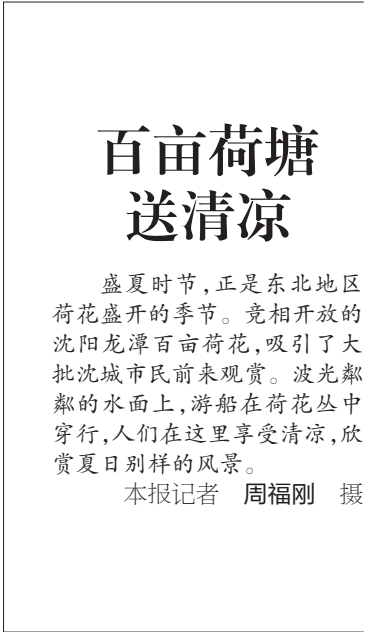 百亩荷塘
送清凉
盛夏时节,正是东北地区
荷花盛开的季节。竞相开放的
沈阳龙潭百亩荷花,吸引了大
批沈城市民前来观赏。波光粼
粼的水面上,游船在荷花丛中
穿行,人们在这里享受清凉,欣
赏夏日别样的风景。
本报记者 周福刚 摄